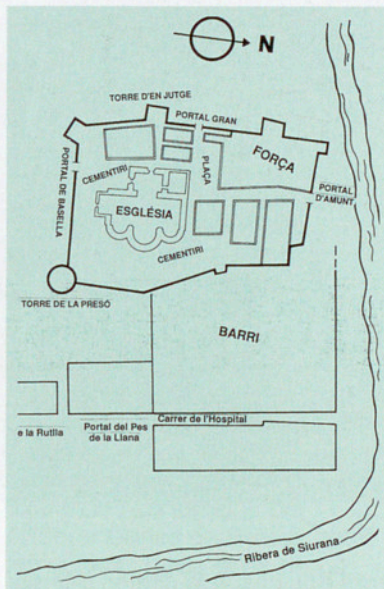 N
TORRE D'EN JUTGE
PORTAL GRAN
FORÇA
PLAÇA
PORTAL
D'AMUNT
CEMENTIRI
PORTAL DE BASELLA
ESGLÉSIA
CEMENTIRI
TORRE DE LA PRESÓ
BARRI
Carrer de l'Hospital
e la Rutlla
Portal del Pes
de la Llana
Ribera de Siurana